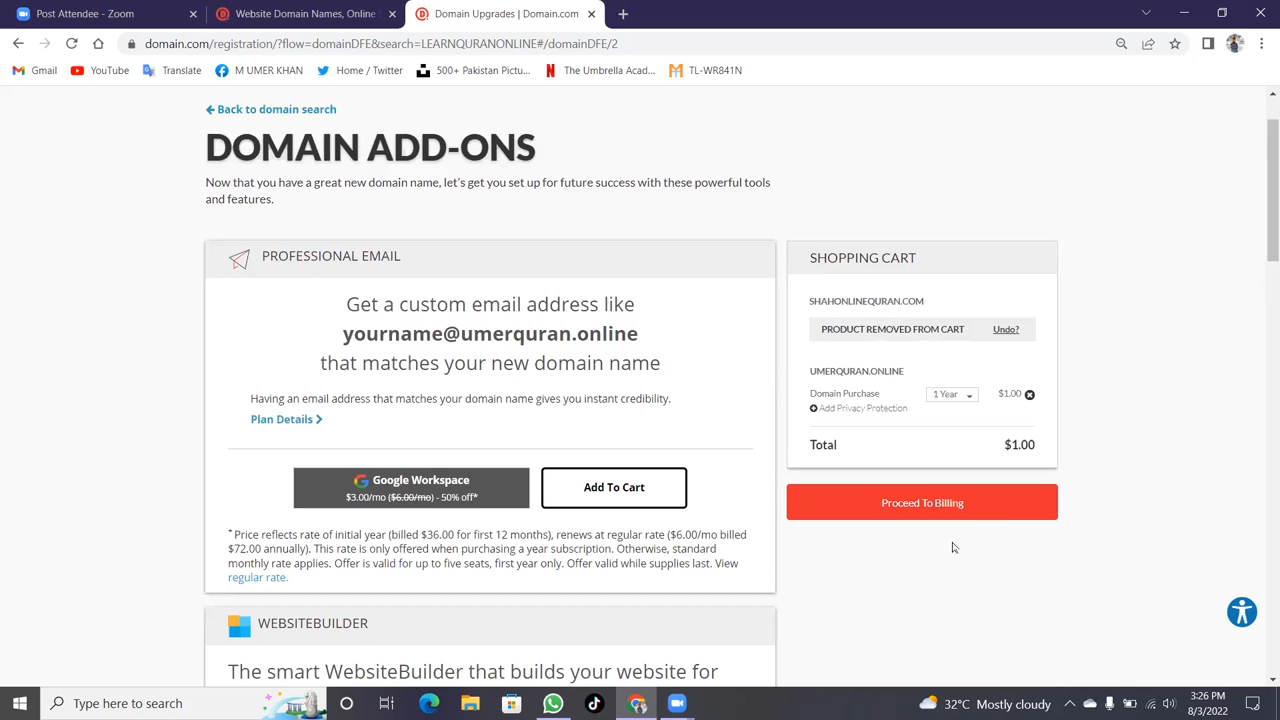 Post Attendee - Zoom
Website Names, Online
Domain Upgrades | Domain.com
domain.com/registration/?flow=domainDFE&search=LEARNQURANONLINE#/domainDFE/2
Gmail
YouTube
Translate
M UMER KHAN
Home / Twitter
500+ Pakistan Pictu...
The Umbrella Acad...
TL-WR841N
Back to domain search
DOMAIN ADD-ONS
Now that you have a great new domain name, let's get you set up for future success with these powerful tools
and features.
PROFESSIONAL EMAIL
Get a custom email address like
yourname@umerquran.online
that matches your new domain name
Having an email address that matches your domain name gives you instant credibility.
Plan Details
Google Workspace
$3.00/mo ($6.00/mo) - 50% off*
Add To Cart
* Price reflects rate of initial year (billed $36.00 for first 12 months), renews at regular rate ($6.00/mo billed
$72.00 annually). This rate is only offered when purchasing a year subscription. Otherwise, standard
monthly rate applies. Offer is valid for up to five seats, first year only. Offer valid while supplies last. View
regular rate.
WEBSITEBUILDER
The smart WebsiteBuilder that builds your website for
SHOPPING CART
SHAHONLINEQURAN.COM
PRODUCT REMOVED FROM CART Undo?
UMERQURAN.ONLINE
Domain Purchase 1 Year $1.00
Add Privacy Protection
Total $1.00
Proceed To Billing
Type here to search
32°C Mostly cloudy
3:26 PM
8/3/2022